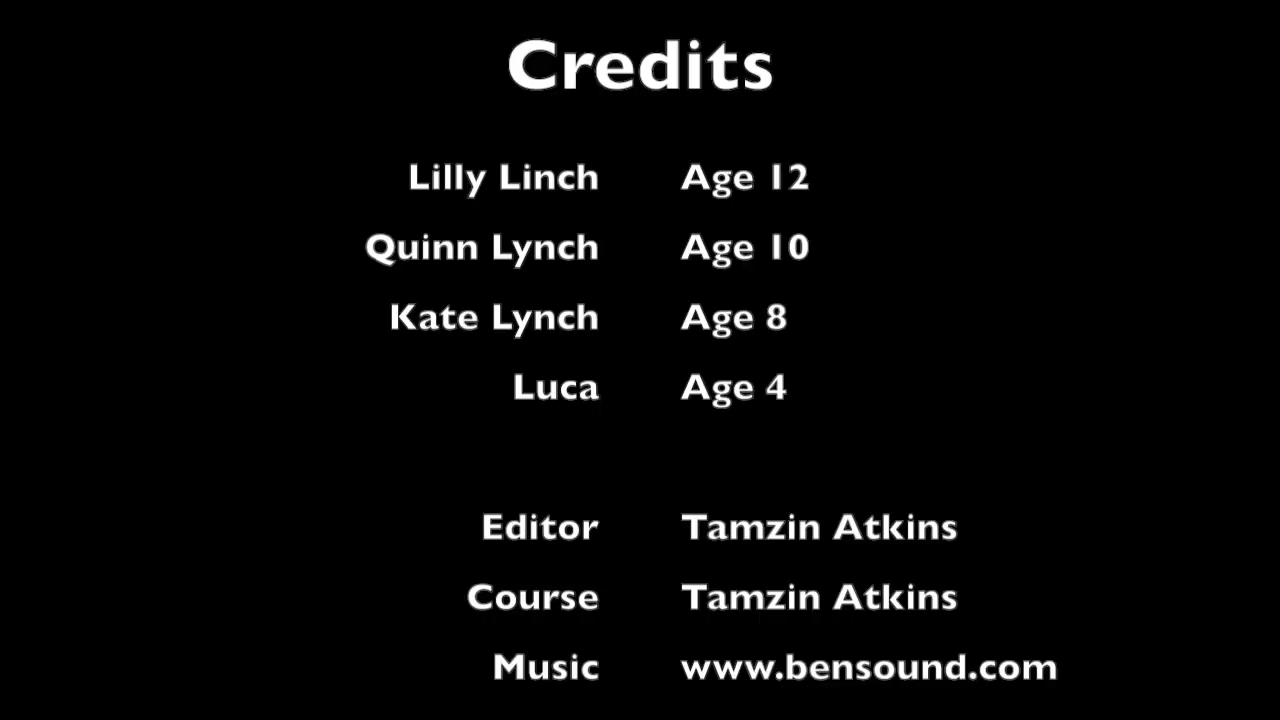 Credits
Lilly Linch Age 12
Quinn Lynch Age 10
Kate Lynch Age 8
Luca Age 4
Editor Tamzin Atkins
Course Tamzin Atkins
Music www.bensound.com